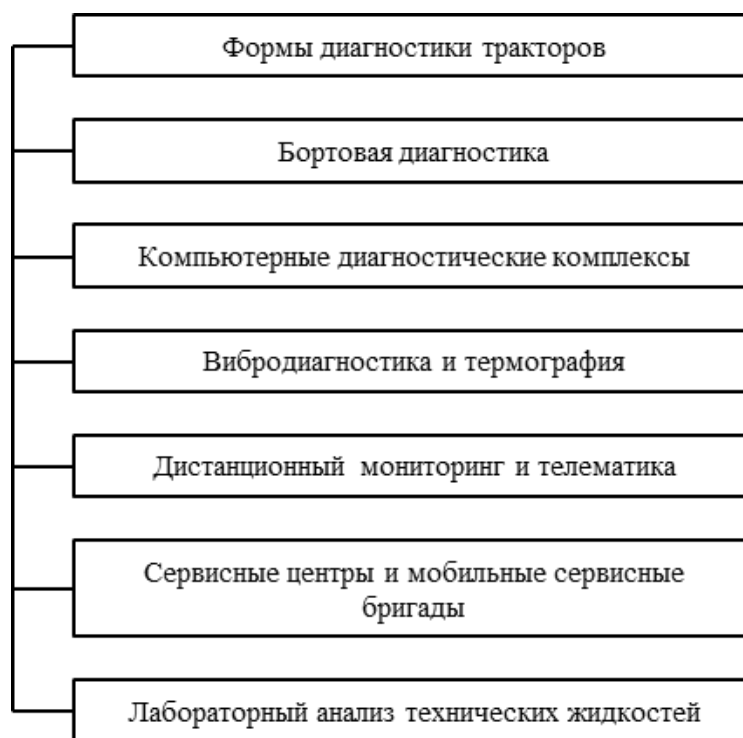 Формы диагностики тракторов
Бортовая диагностика
Компьютерные диагностические комплексы
Вибродиагностика и термография
Дистанционный мониторинг и телематика
Сервисные центры и мобильные сервисные
бригады
Лабораторный анализ технических жидкостей